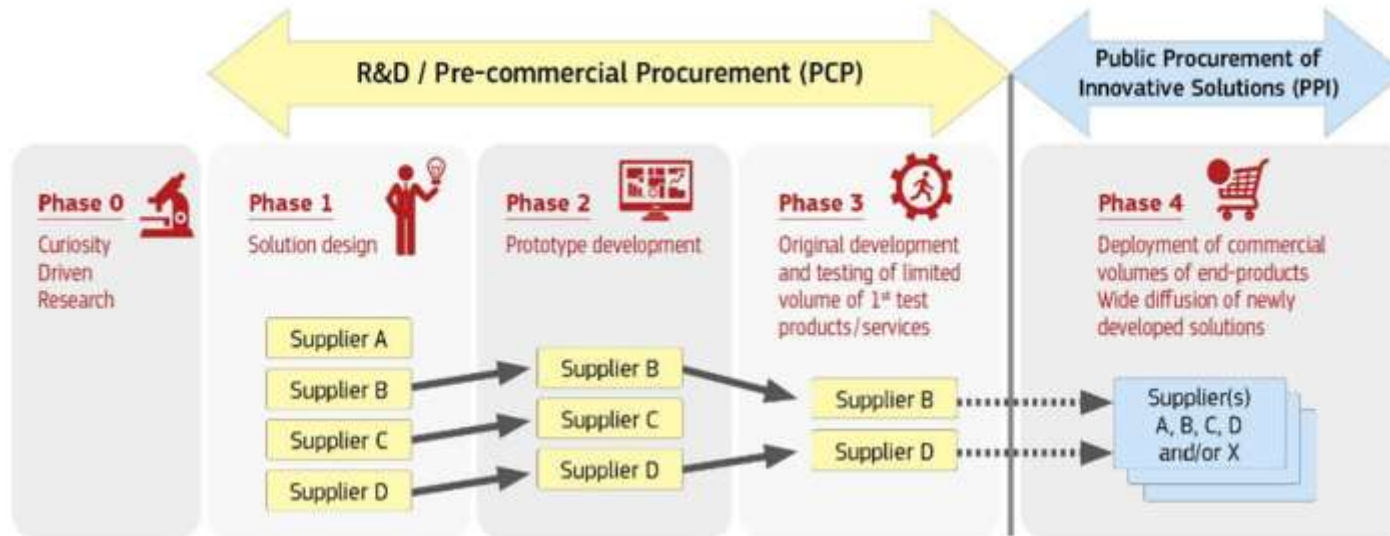 R&D / Pre-commercial Procurement (PCP)
Public Procurement of
Innovative Solutions (PPI)
Phase 0
Curiosity
Driven
Research
Phase 1
Solution design
Supplier A
Supplier B
Supplier C
Supplier D
Phase 2
Prototype development
Supplier B
Supplier C
Supplier D
Phase 3
Original development
and testing of limited
volume of 1st test
products/services
Supplier B
Supplier D
Phase 4
Deployment of commercial
volumes of end-products
Wide diffusion of newly
developed solutions
Supplier(s)
A, B, C, D
and/or X